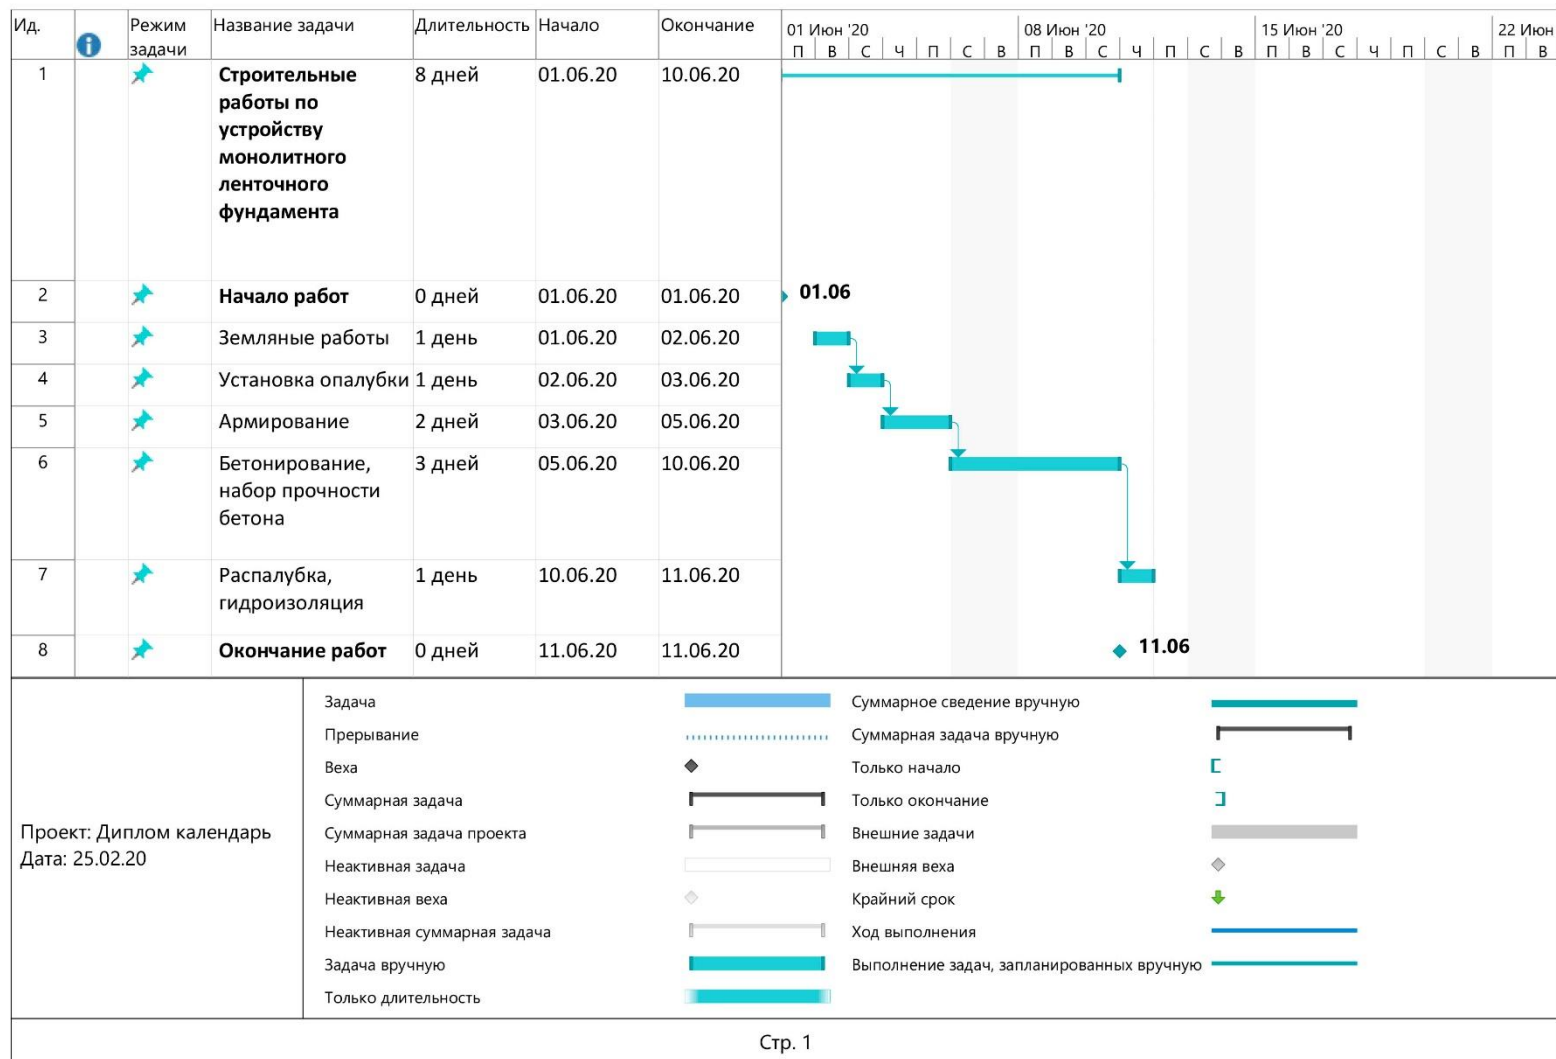 Ид. Режим задачи Название задачи Длительность Начало Окончание
01 Июн '20 08 Июн '20 15 Июн '20 22 Июн
П В С Ч П С В П В С Ч П С В П В С Ч П С В П В
1 Строительные 8 дней 01.06.20 10.06.20
работы по
устройству
монолитного
ленточного
фундамента
2 Начало работ 0 дней 01.06.20 01.06.20 01.06
3 Земляные работы 1 день 01.06.20 02.06.20
4 Установка опалубки 1 день 02.06.20 03.06.20
5 Армирование 2 дней 03.06.20 05.06.20
6 Бетонирование, 3 дней 05.06.20 10.06.20
набор прочности
бетона
7 Распалубка, 1 день 10.06.20 11.06.20
гидроизоляция
8 Окончание работ 0 дней 11.06.20 11.06.20 11.06
Проект: Диплом календарь
Дата: 25.02.20
Задача
Прерывание
Веха
Суммарная задача
Суммарная задача проекта
Неактивная задача
Неактивная веха
Неактивная суммарная задача
Задача вручную
Только длительность
Суммарное сведение вручную
Суммарная задача вручную
Только начало
Только окончание
Внешние задачи
Внешняя веха
Крайний срок
Ход выполнения
Выполнение задач, запланированных вручную
Стр. 1